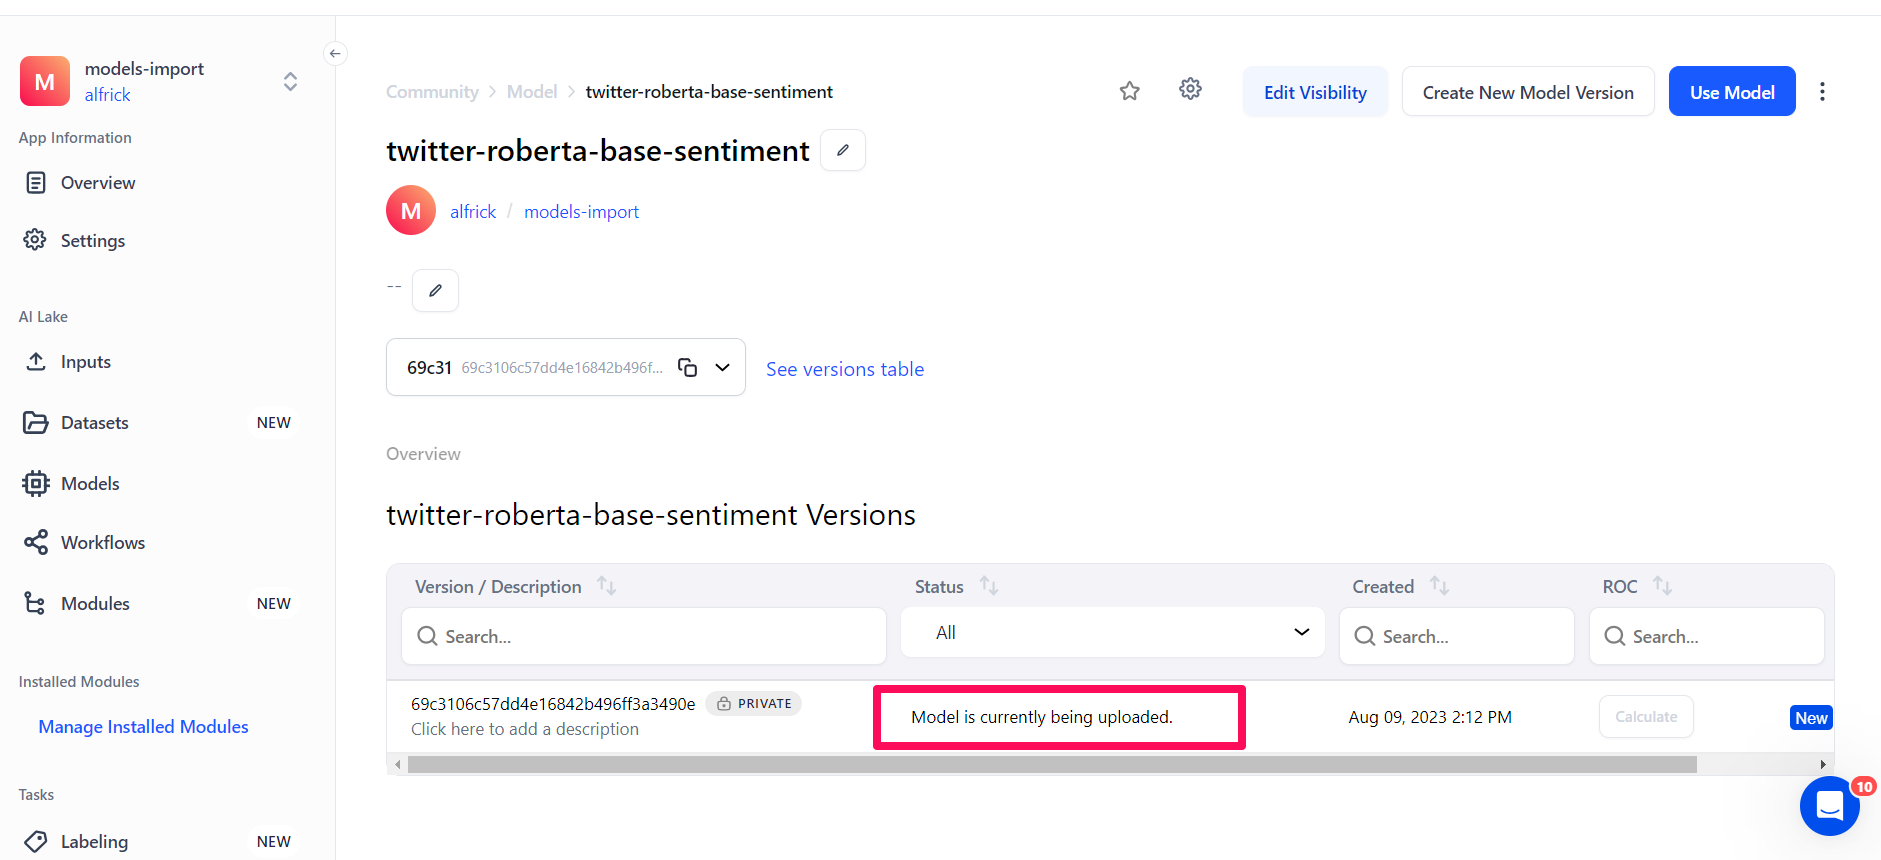 M
models-import
alfrick
App Information
Overview
Settings
AI Lake
Inputs
Datasets NEW
Models
Workflows
Modules NEW
Installed Modules
Manage Installed Modules
Tasks
Labeling NEW
Community > Model > twitter-roberta-base-sentiment
Edit Visibility
Create New Model Version
Use Model
twitter-roberta-base-sentiment
M
alfrick / models-import
--
69c31 69c3106c57dd4e16842b496f...
See versions table
Overview
twitter-roberta-base-sentiment Versions
Version / Description Status Created ROC
Search... All Search... Search...
69c3106c57dd4e16842b496ff3a3490e PRIVATE
Click here to add a description
Model is currently being uploaded.
Aug 09, 2023 2:12 PM
Calculate
New
10